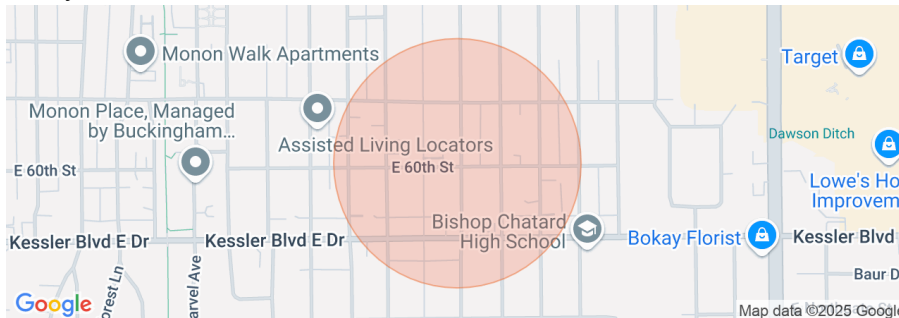 Monon Walk Apartments
Target
Monon Place, Managed
by Buckingham...
Assisted Living Locators
Dawson Ditch
E 60th St
E 60th St
Lowe's Ho
Improvem
Bishop Chatard
High School
Kessler Blvd E Dr
Kessler Blvd E Dr
Bokay Florist
Kessler Blvd
Baur D
orest Ln
arvel Ave
Google
Map data ©2025 Google